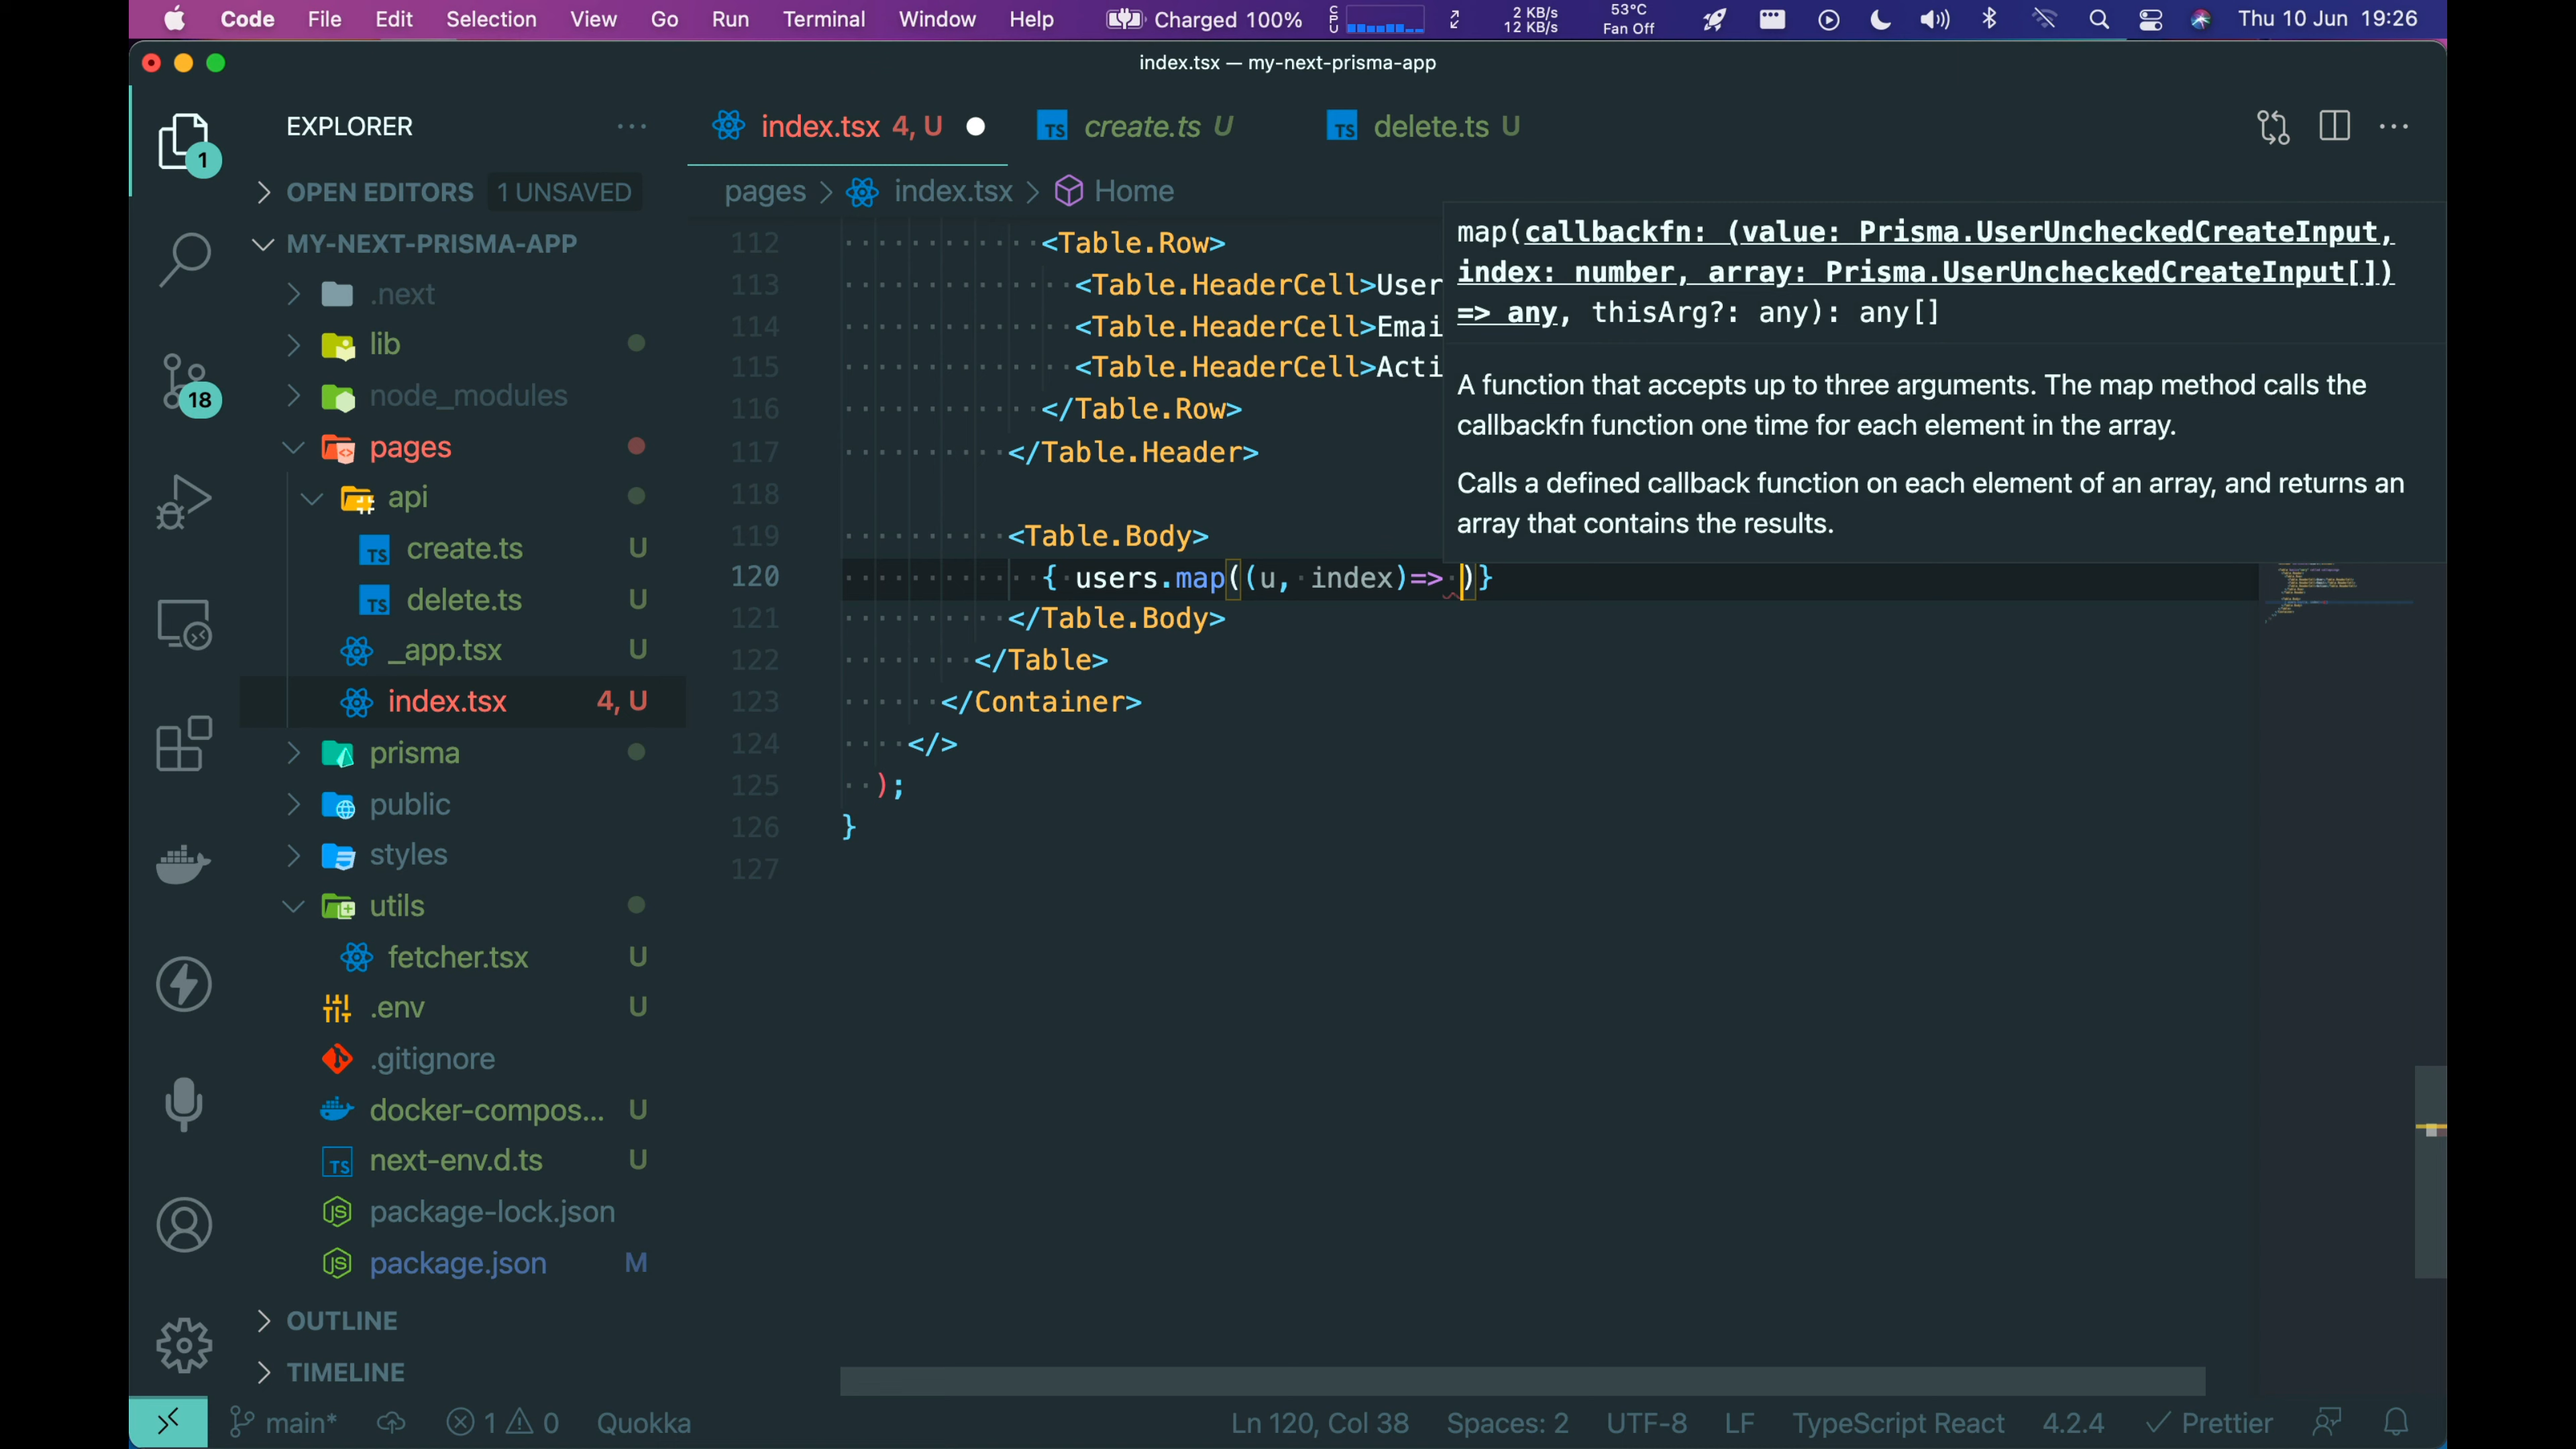 Code File Edit Selection View Go Run Terminal Window Help Charged 100% CPU 2 KB/s 12 KB/s 53°C Fan Off Thu 10 Jun 19:26
index.tsx — my-next-prisma-app
EXPLORER
index.tsx 4, U
create.ts U
delete.ts U
1
OPEN EDITORS 1 UNSAVED
pages > index.tsx > Home
MY-NEXT-PRISMA-APP
.next
lib
node_modules
18
pages
api
create.ts U
delete.ts U
_app.tsx U
index.tsx 4, U
prisma
public
styles
utils
fetcher.tsx U
.env U
.gitignore
docker-compos... U
next-env.d.ts U
package-lock.json
package.json M
OUTLINE
TIMELINE
112 <Table.Row>
113 <Table.HeaderCell>User
114 <Table.HeaderCell>Emai
115 <Table.HeaderCell>Acti
116 </Table.Row>
117 </Table.Header>
118
119 <Table.Body>
120 { users.map((u, index)=> )}
121 </Table.Body>
122 </Table>
123 </Container>
124 </>
125 );
126 }
127
map(callbackfn: (value: Prisma.UserUncheckedCreateInput,
index: number, array: Prisma.UserUncheckedCreateInput[])
=> any, thisArg?: any): any[]
A function that accepts up to three arguments. The map method calls the
callbackfn function one time for each element in the array.
Calls a defined callback function on each element of an array, and returns an
array that contains the results.
main* 1 0 Quokka Ln 120, Col 38 Spaces: 2 UTF-8 LF TypeScript React 4.2.4 Prettier